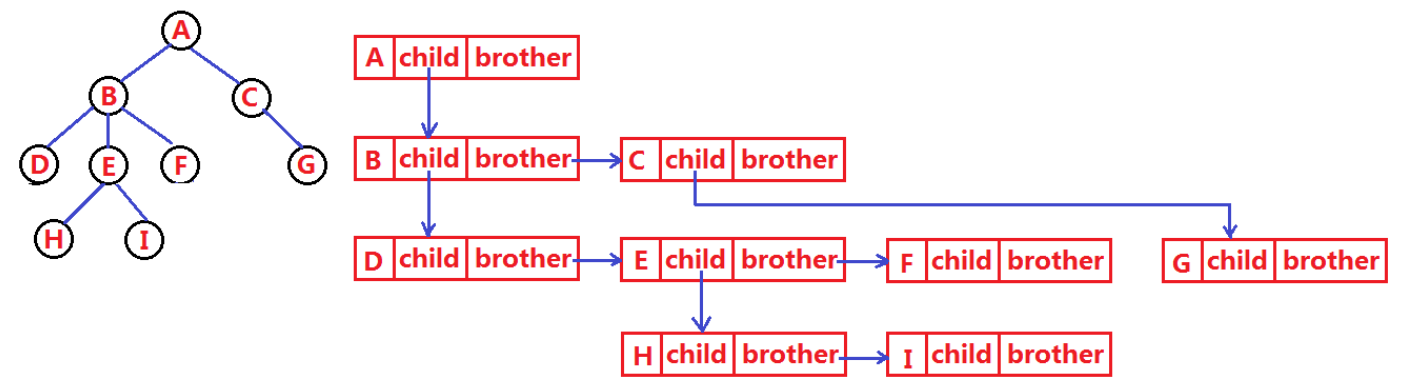 A
B
C
D
E
F
G
H
I
A child brother
B child brother
C child brother
D child brother
E child brother
F child brother
G child brother
H child brother
I child brother